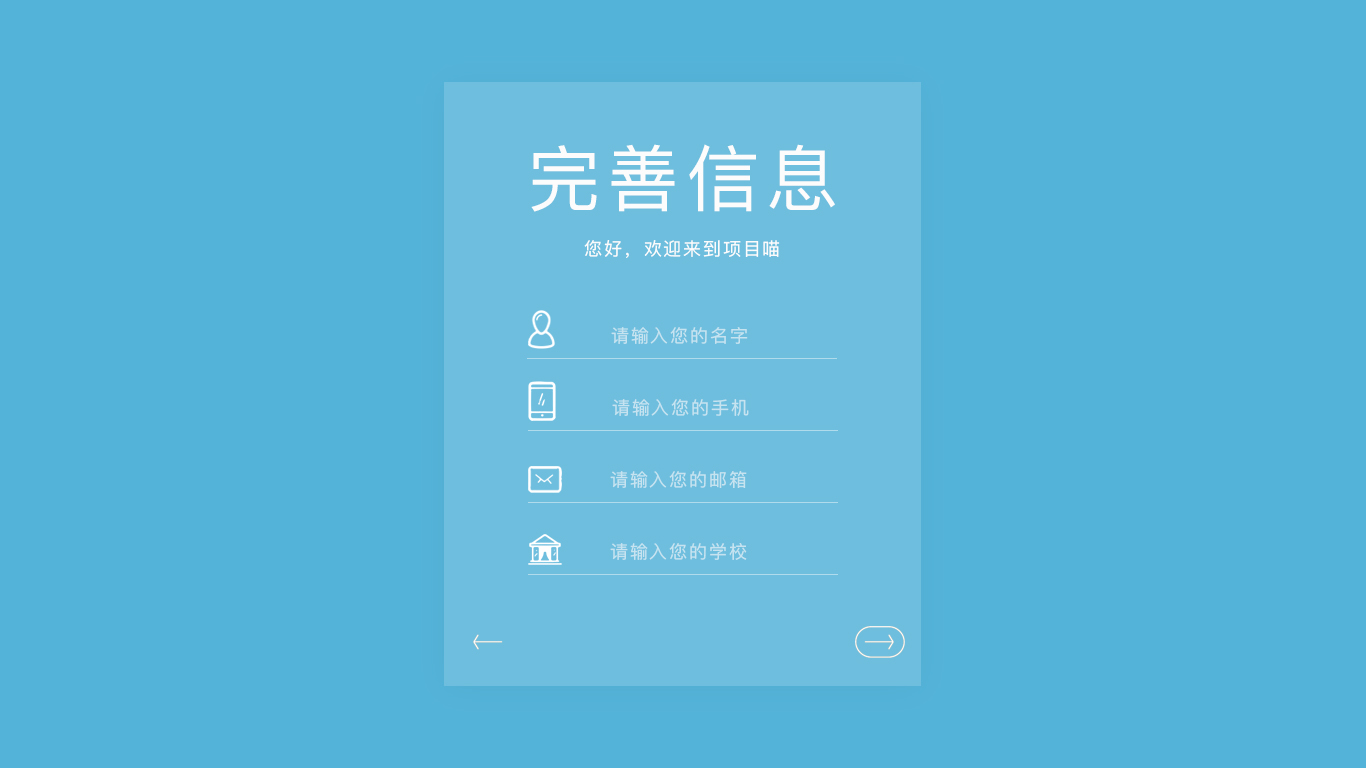 完善信息
您好，欢迎来到项目喵
请输入您的名字
请输入您的手机
请输入您的邮箱
请输入您的学校